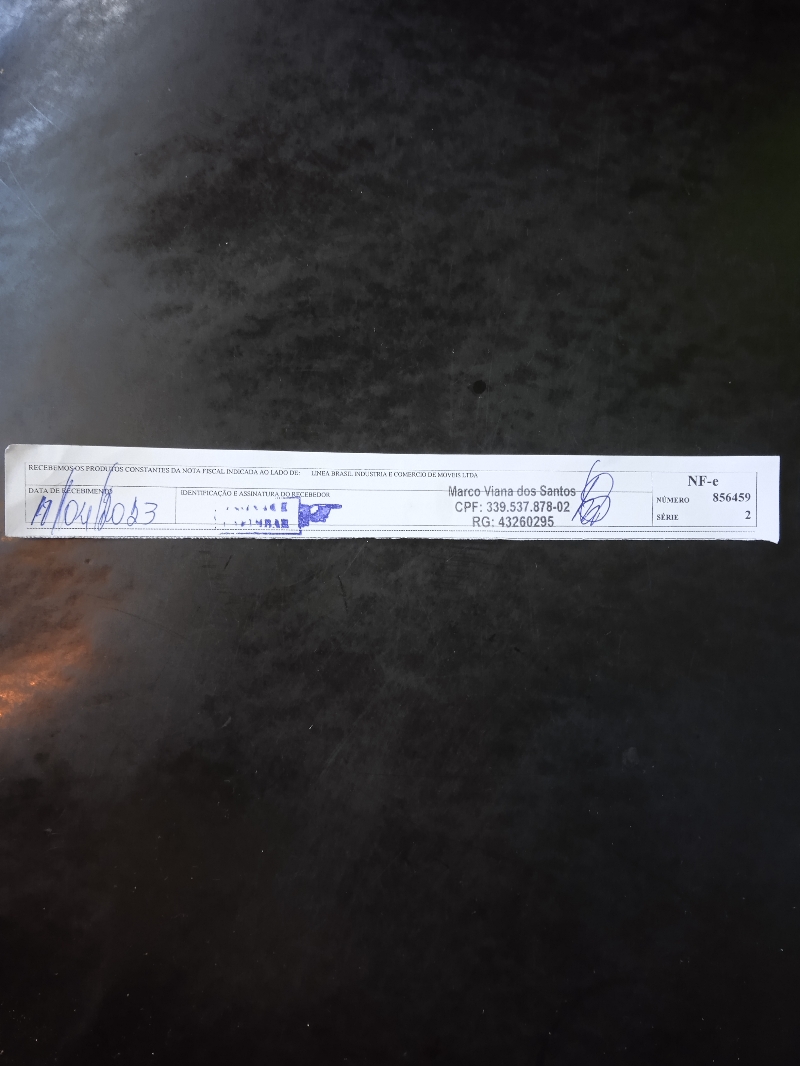 RECEBEMOS OS PRODUTOS CONSTANTES DA NOTA FISCAL INDICADA AO LADO DE: LINEA BRASIL INDUSTRIA E COMERCIO DE MOVEIS LTDA
DATA DE RECEBIMENTO
17/04/2023
IDENTIFICAÇÃO E ASSINATURA DO RECEBEDOR
Marco Viana dos Santos
CPF: 339.537.878-02
RG: 43260295
NF-e
NÚMERO 856459
SÉRIE 2